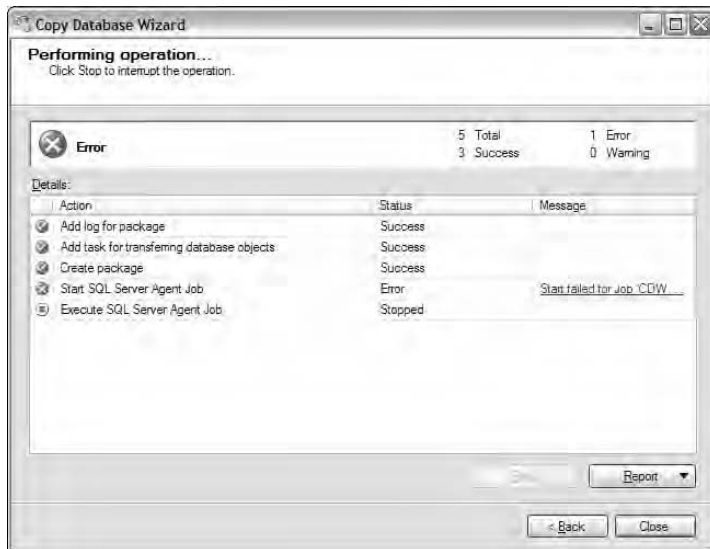 Copy Database Wizard
Performing operation...
Click Stop to interrupt the operation.
Error
5 Total 1 Error
3 Success 0 Warning
Details:
Action Status Message
Add log for package Success
Add task for transferring database objects Success
Create package Success
Start SQL Server Agent Job Error Start failed for Job 'CDW ...
Execute SQL Server Agent Job Stopped
Report
< Back Close